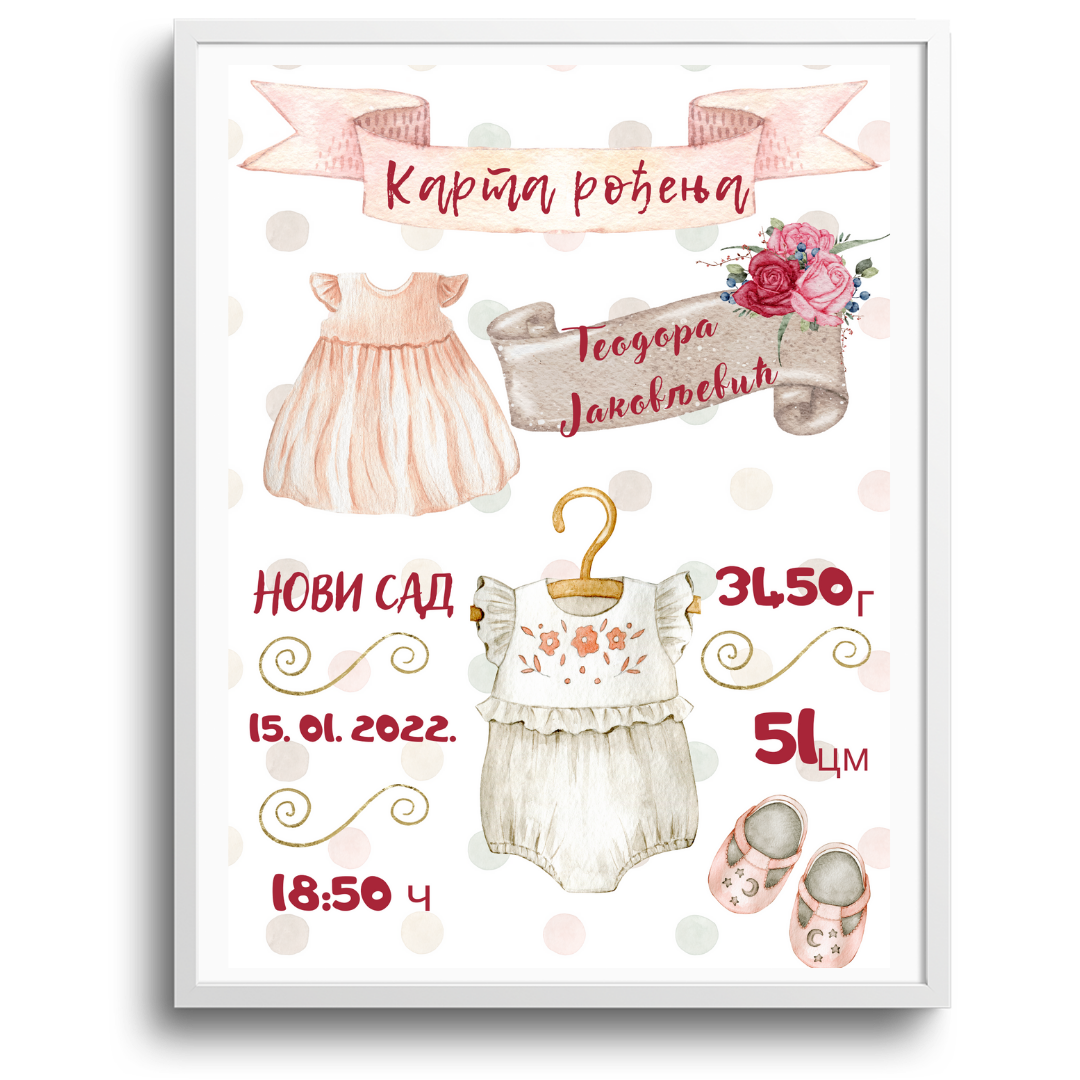 Карта рођења
Теодора
Јаковљевић
НОВИ САД
3450г
15. 01. 2022.
51цм
18:50 ч